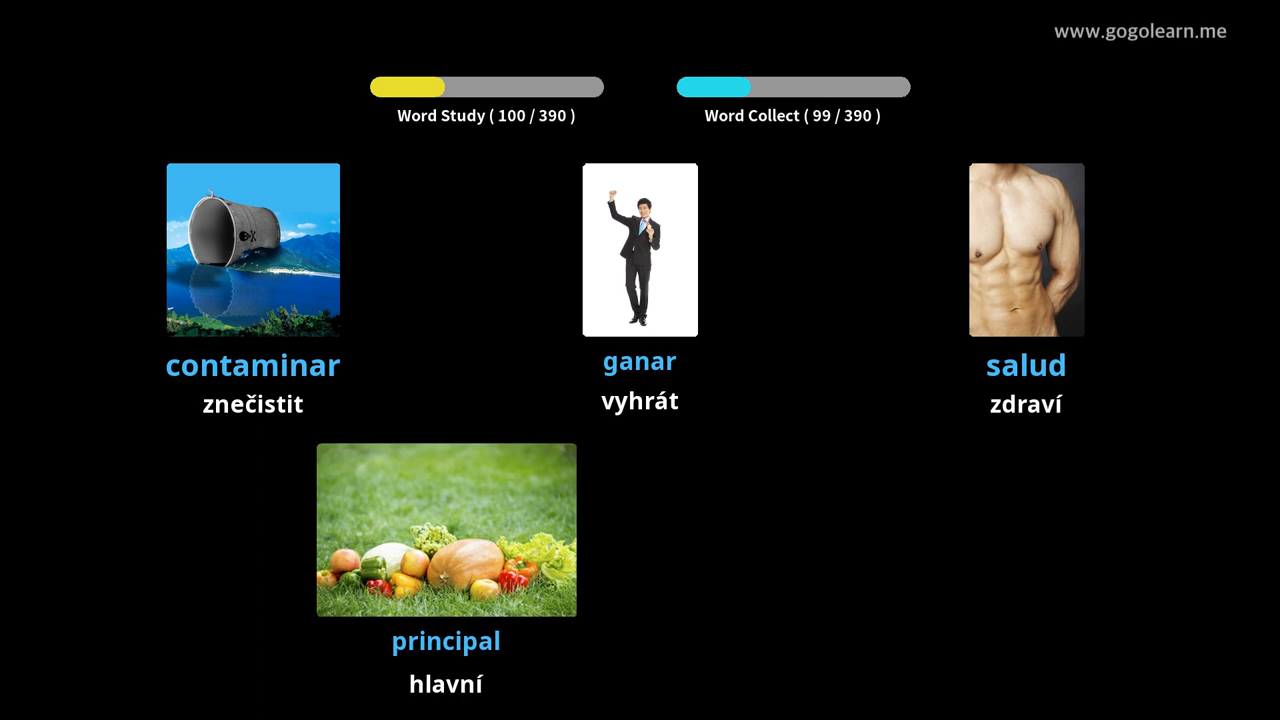 www.gogolearn.me
Word Study ( 100 / 390 )
Word Collect ( 99 / 390 )
contaminar
znečistit
ganar
vyhrát
salud
zdraví
principal
hlavní